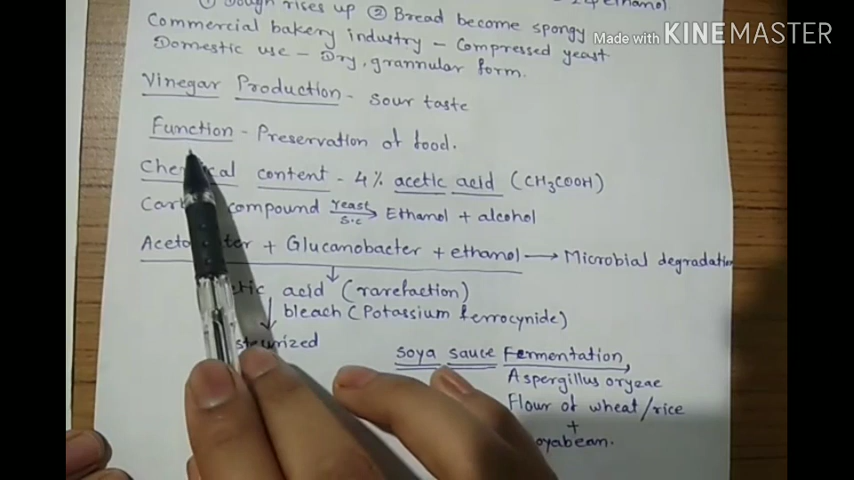 ① Dough rises up ② Bread become spongy
Commercial bakery industry - Compressed yeast
Domestic use - Dry, grannular form.
Made with KINEMASTER
Vinegar Production - Sour taste
Function - Preservation of food.
Chemical content - 4% acetic acid (CH3COOH)
compound yeast S.C → Ethanol + alcohol
+ Glucanobacter + ethanol → Microbial degradation
acid (rarefaction)
bleach (Potassium ferrocynide)
Soya sauce Fermentation
Aspergillus oryzae
Flour of wheat/rice
+